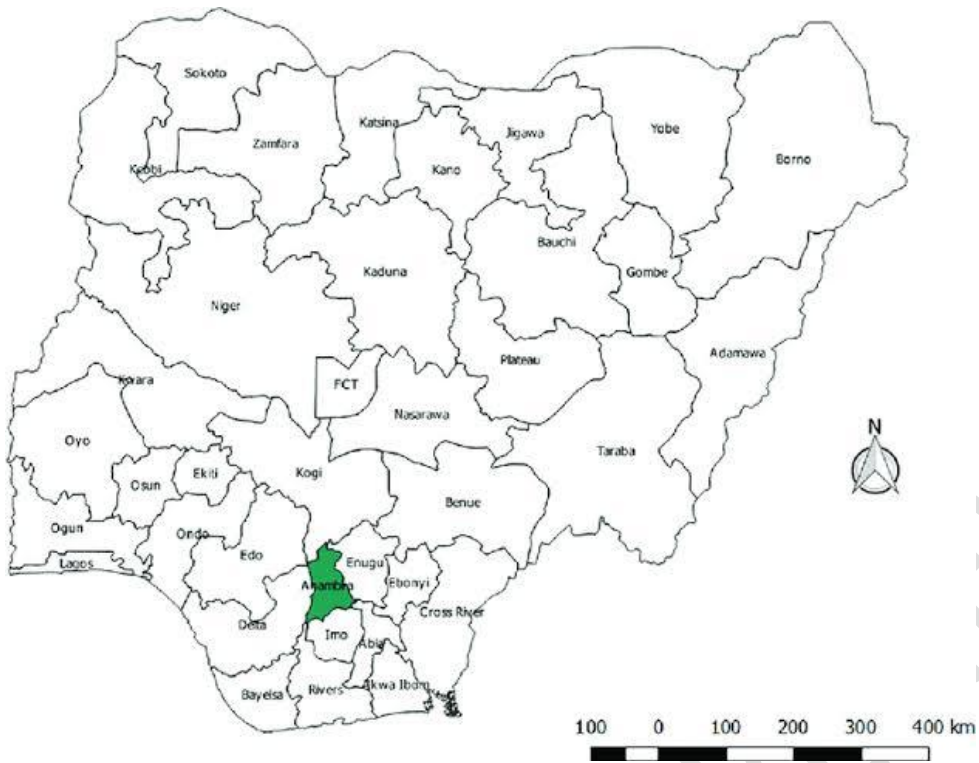 Sokoto
Katsina
Jigawa
Yobe
Zamfara
Kano
Borno
Kebbi
Bauchi
Kaduna
Gombe
Niger
Adamawa
Plateau
FCT
Kwara
Nasarawa
N
Oyo
Taraba
Kogi
Ekiti
Osun
Benue
Ogun
Ondo
Edo
Enugu
Lagos
Anambra
Ebonyi
Cross River
Delta
Imo
Abia
Akwa Ibom
Rivers
Bayelsa
100 0 100 200 300 400 km